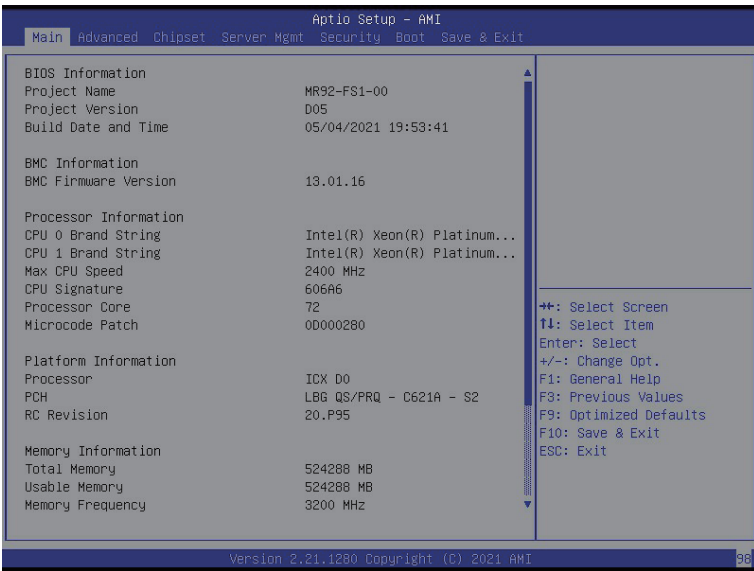 Aptio Setup – AMI
Main Advanced Chipset Server Mgmt Security Boot Save & Exit
BIOS Information
Project Name MR92-FS1-00
Project Version D05
Build Date and Time 05/04/2021 19:53:41
BMC Information
BMC Firmware Version 13.01.16
Processor Information
CPU 0 Brand String Intel(R) Xeon(R) Platinum...
CPU 1 Brand String Intel(R) Xeon(R) Platinum...
Max CPU Speed 2400 MHz
CPU Signature 606A6
Processor Core 72
Microcode Patch 0D000280
Platform Information
Processor ICX D0
PCH LBG QS/PRQ - C621A - S2
RC Revision 20.P95
Memory Information
Total Memory 524288 MB
Usable Memory 524288 MB
Memory Frequency 3200 MHz
→←: Select Screen
↑↓: Select Item
Enter: Select
+/-: Change Opt.
F1: General Help
F3: Previous Values
F9: Optimized Defaults
F10: Save & Exit
ESC: Exit
Version 2.21.1280 Copyright (C) 2021 AMI
98